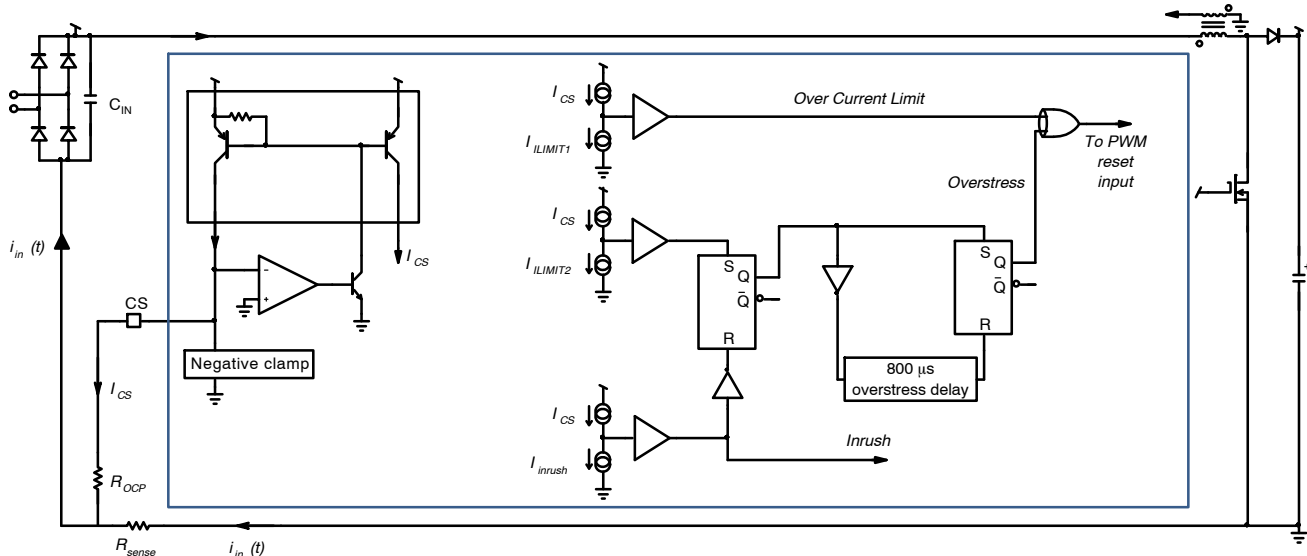 C_IN
i_in (t)
CS
I_CS
R_OCP
R_sense
i_in (t)
I_CS
−
+
Negative clamp
I_CS
I_ILIMIT1
Over Current Limit
To PWM
reset
input
Overstress
I_CS
I_ILIMIT2
S
Q
Q̅
R
S
Q
Q̅
R
800 μs
overstress delay
I_CS
I_inrush
Inrush
+